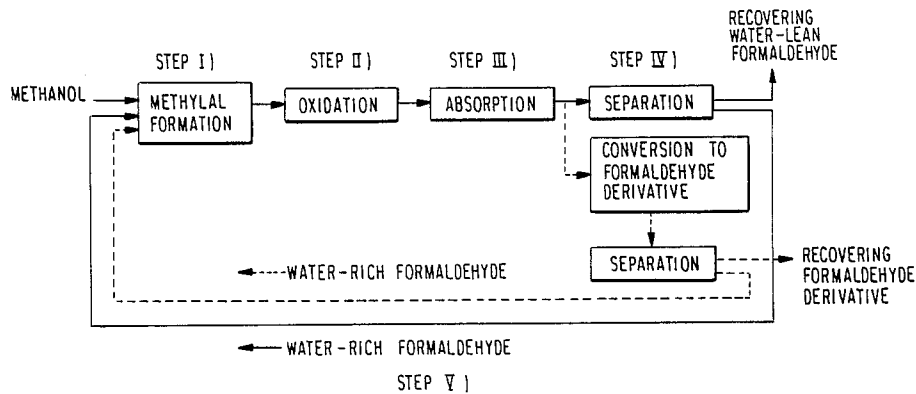 RECOVERING
WATER-LEAN
FORMALDEHYDE
STEP I)
STEP II)
STEP III)
STEP IV)
METHANOL
METHYLAL
FORMATION
OXIDATION
ABSORPTION
SEPARATION
CONVERSION TO
FORMALDEHYDE
DERIVATIVE
SEPARATION
RECOVERING
FORMALDEHYDE
DERIVATIVE
WATER-RICH FORMALDEHYDE
WATER-RICH FORMALDEHYDE
STEP V)